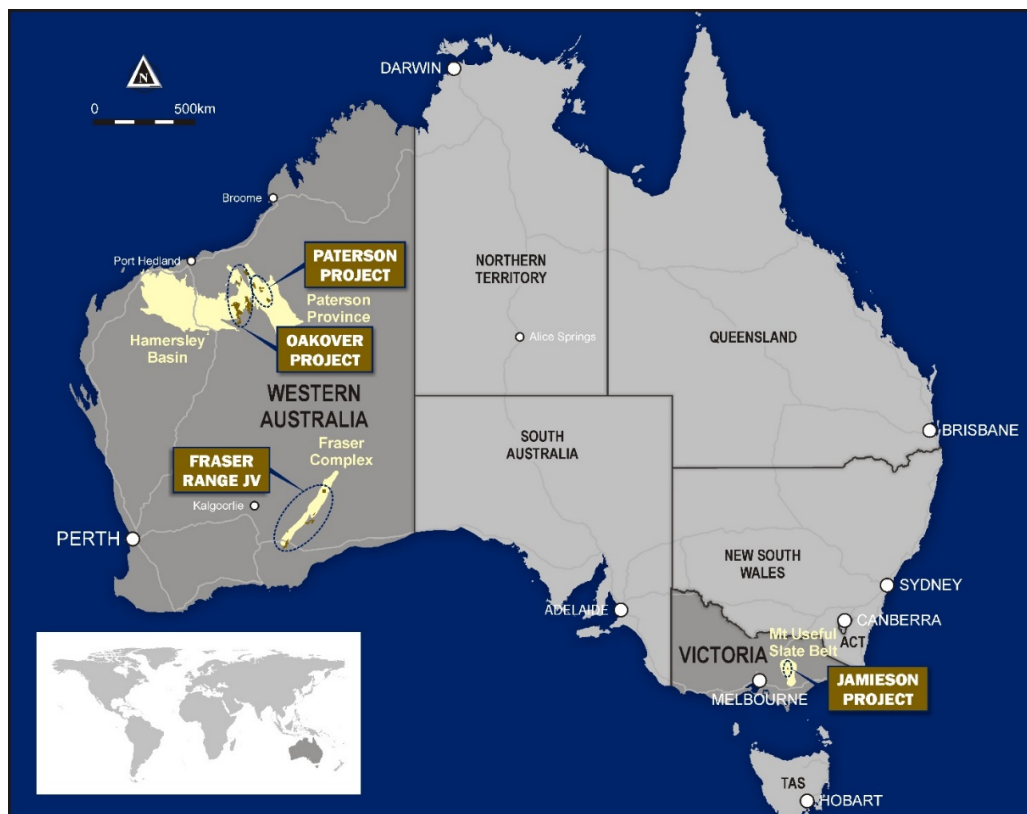 DARWIN
N
0 500km
Broome
Port Hedland
PATERSON
PROJECT
NORTHERN
TERRITORY
Paterson
Province
Hamersley
Basin
OAKOVER
PROJECT
Alice Springs
QUEENSLAND
WESTERN
AUSTRALIA
SOUTH
AUSTRALIA
BRISBANE
Fraser
Complex
FRASER
RANGE JV
Kalgoorlie
PERTH
NEW SOUTH
WALES
SYDNEY
ADELAIDE
CANBERRA
ACT
Mt Useful
Slate Belt
VICTORIA
MELBOURNE
JAMIESON
PROJECT
TAS
HOBART